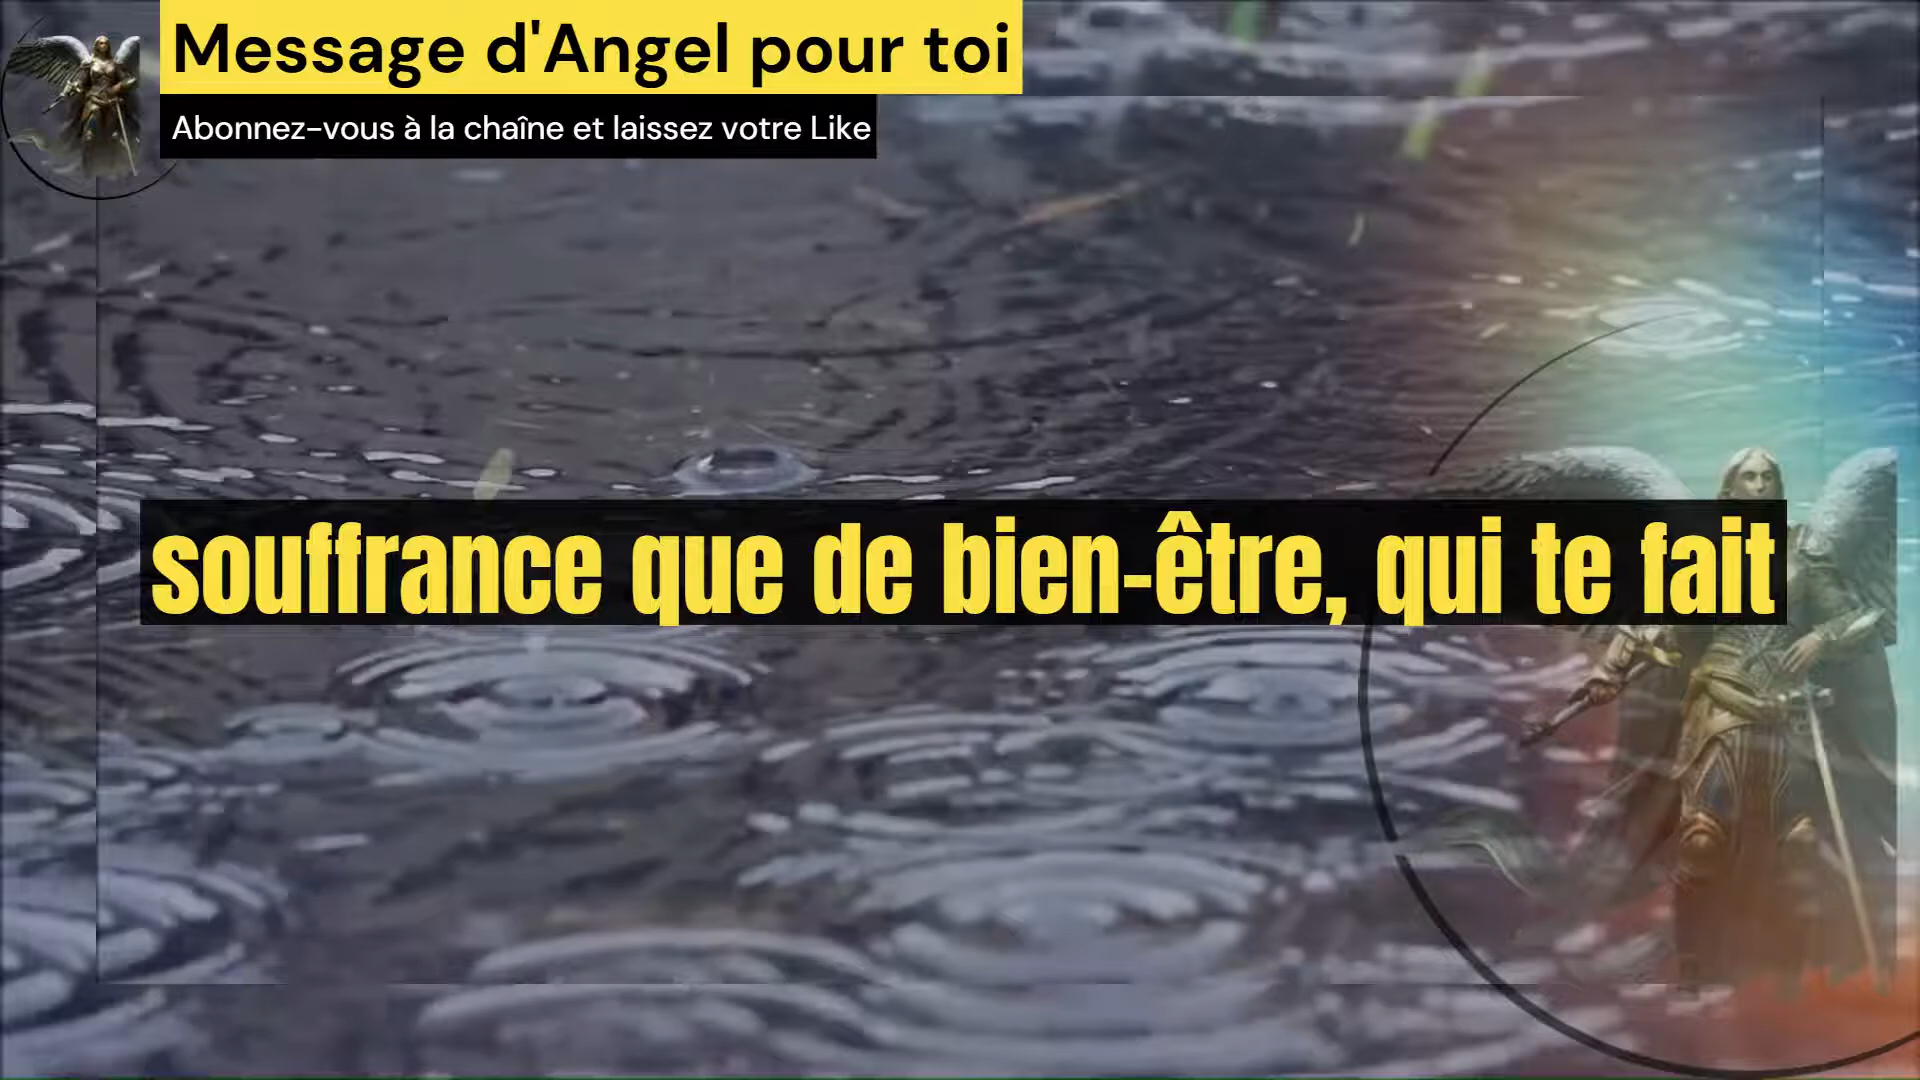 Message d'Angel pour toi
Abonnez-vous à la chaîne et laissez votre Like
souffrance que de bien-être, qui te fait